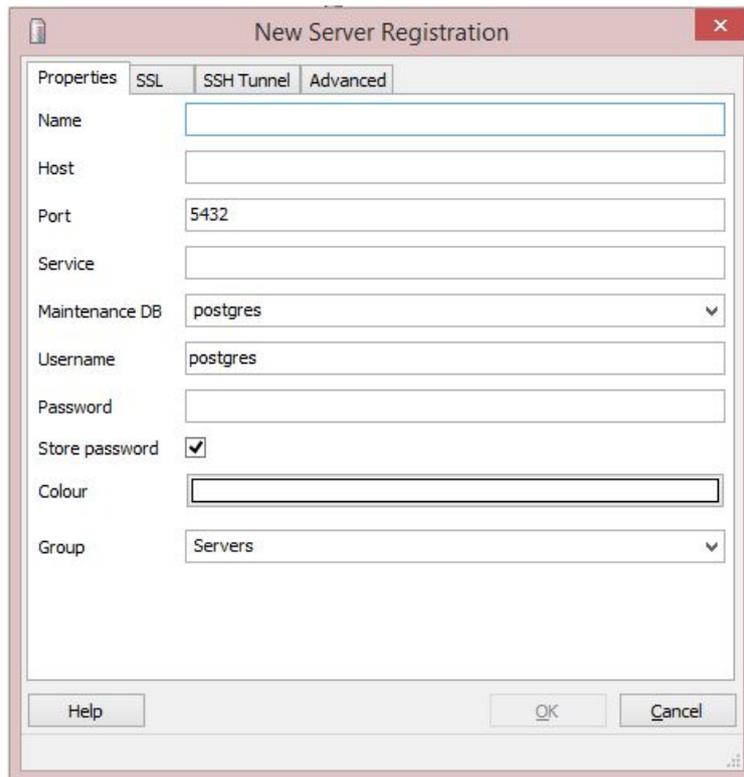 New Server Registration
Properties SSL SSH Tunnel Advanced
Name
Host
Port 5432
Service
Maintenance DB postgres
Username postgres
Password
Store password
Colour
Group Servers
Help OK Cancel